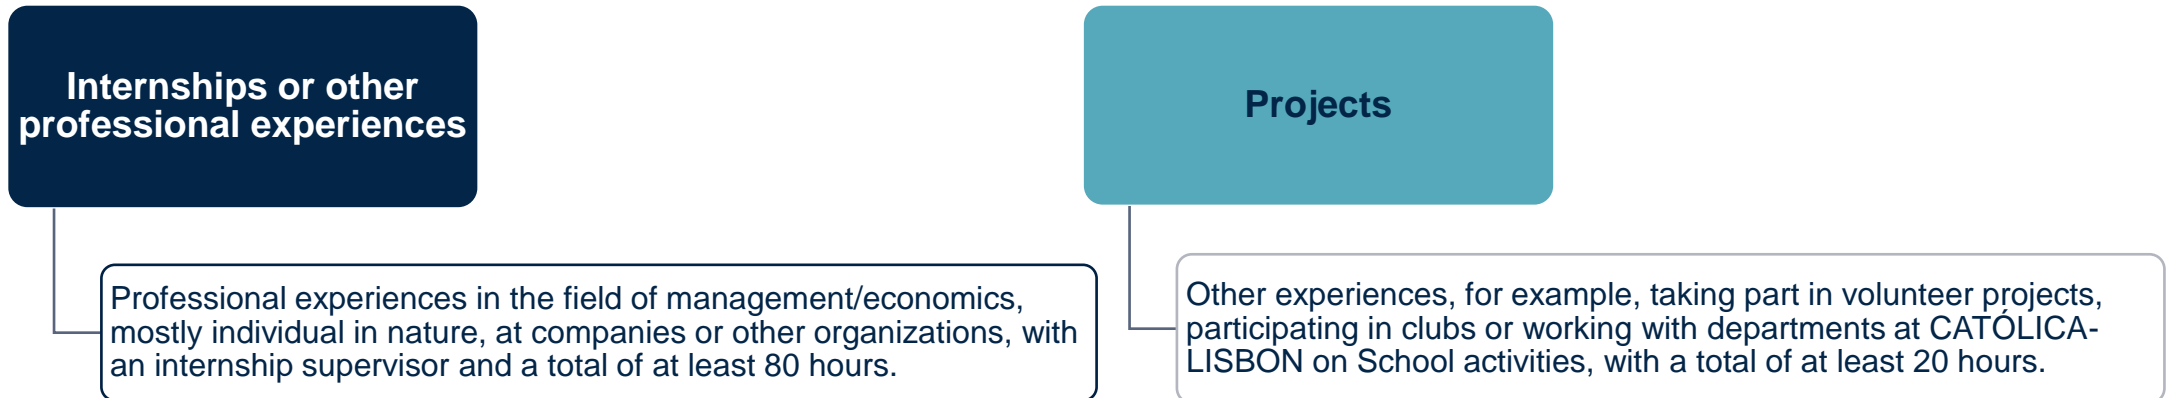 Internships or other
professional experiences
Professional experiences in the field of management/economics,
mostly individual in nature, at companies or other organizations, with
an internship supervisor and a total of at least 80 hours.
Projects
Other experiences, for example, taking part in volunteer projects,
participating in clubs or working with departments at CATÓLICA-
LISBON on School activities, with a total of at least 20 hours.